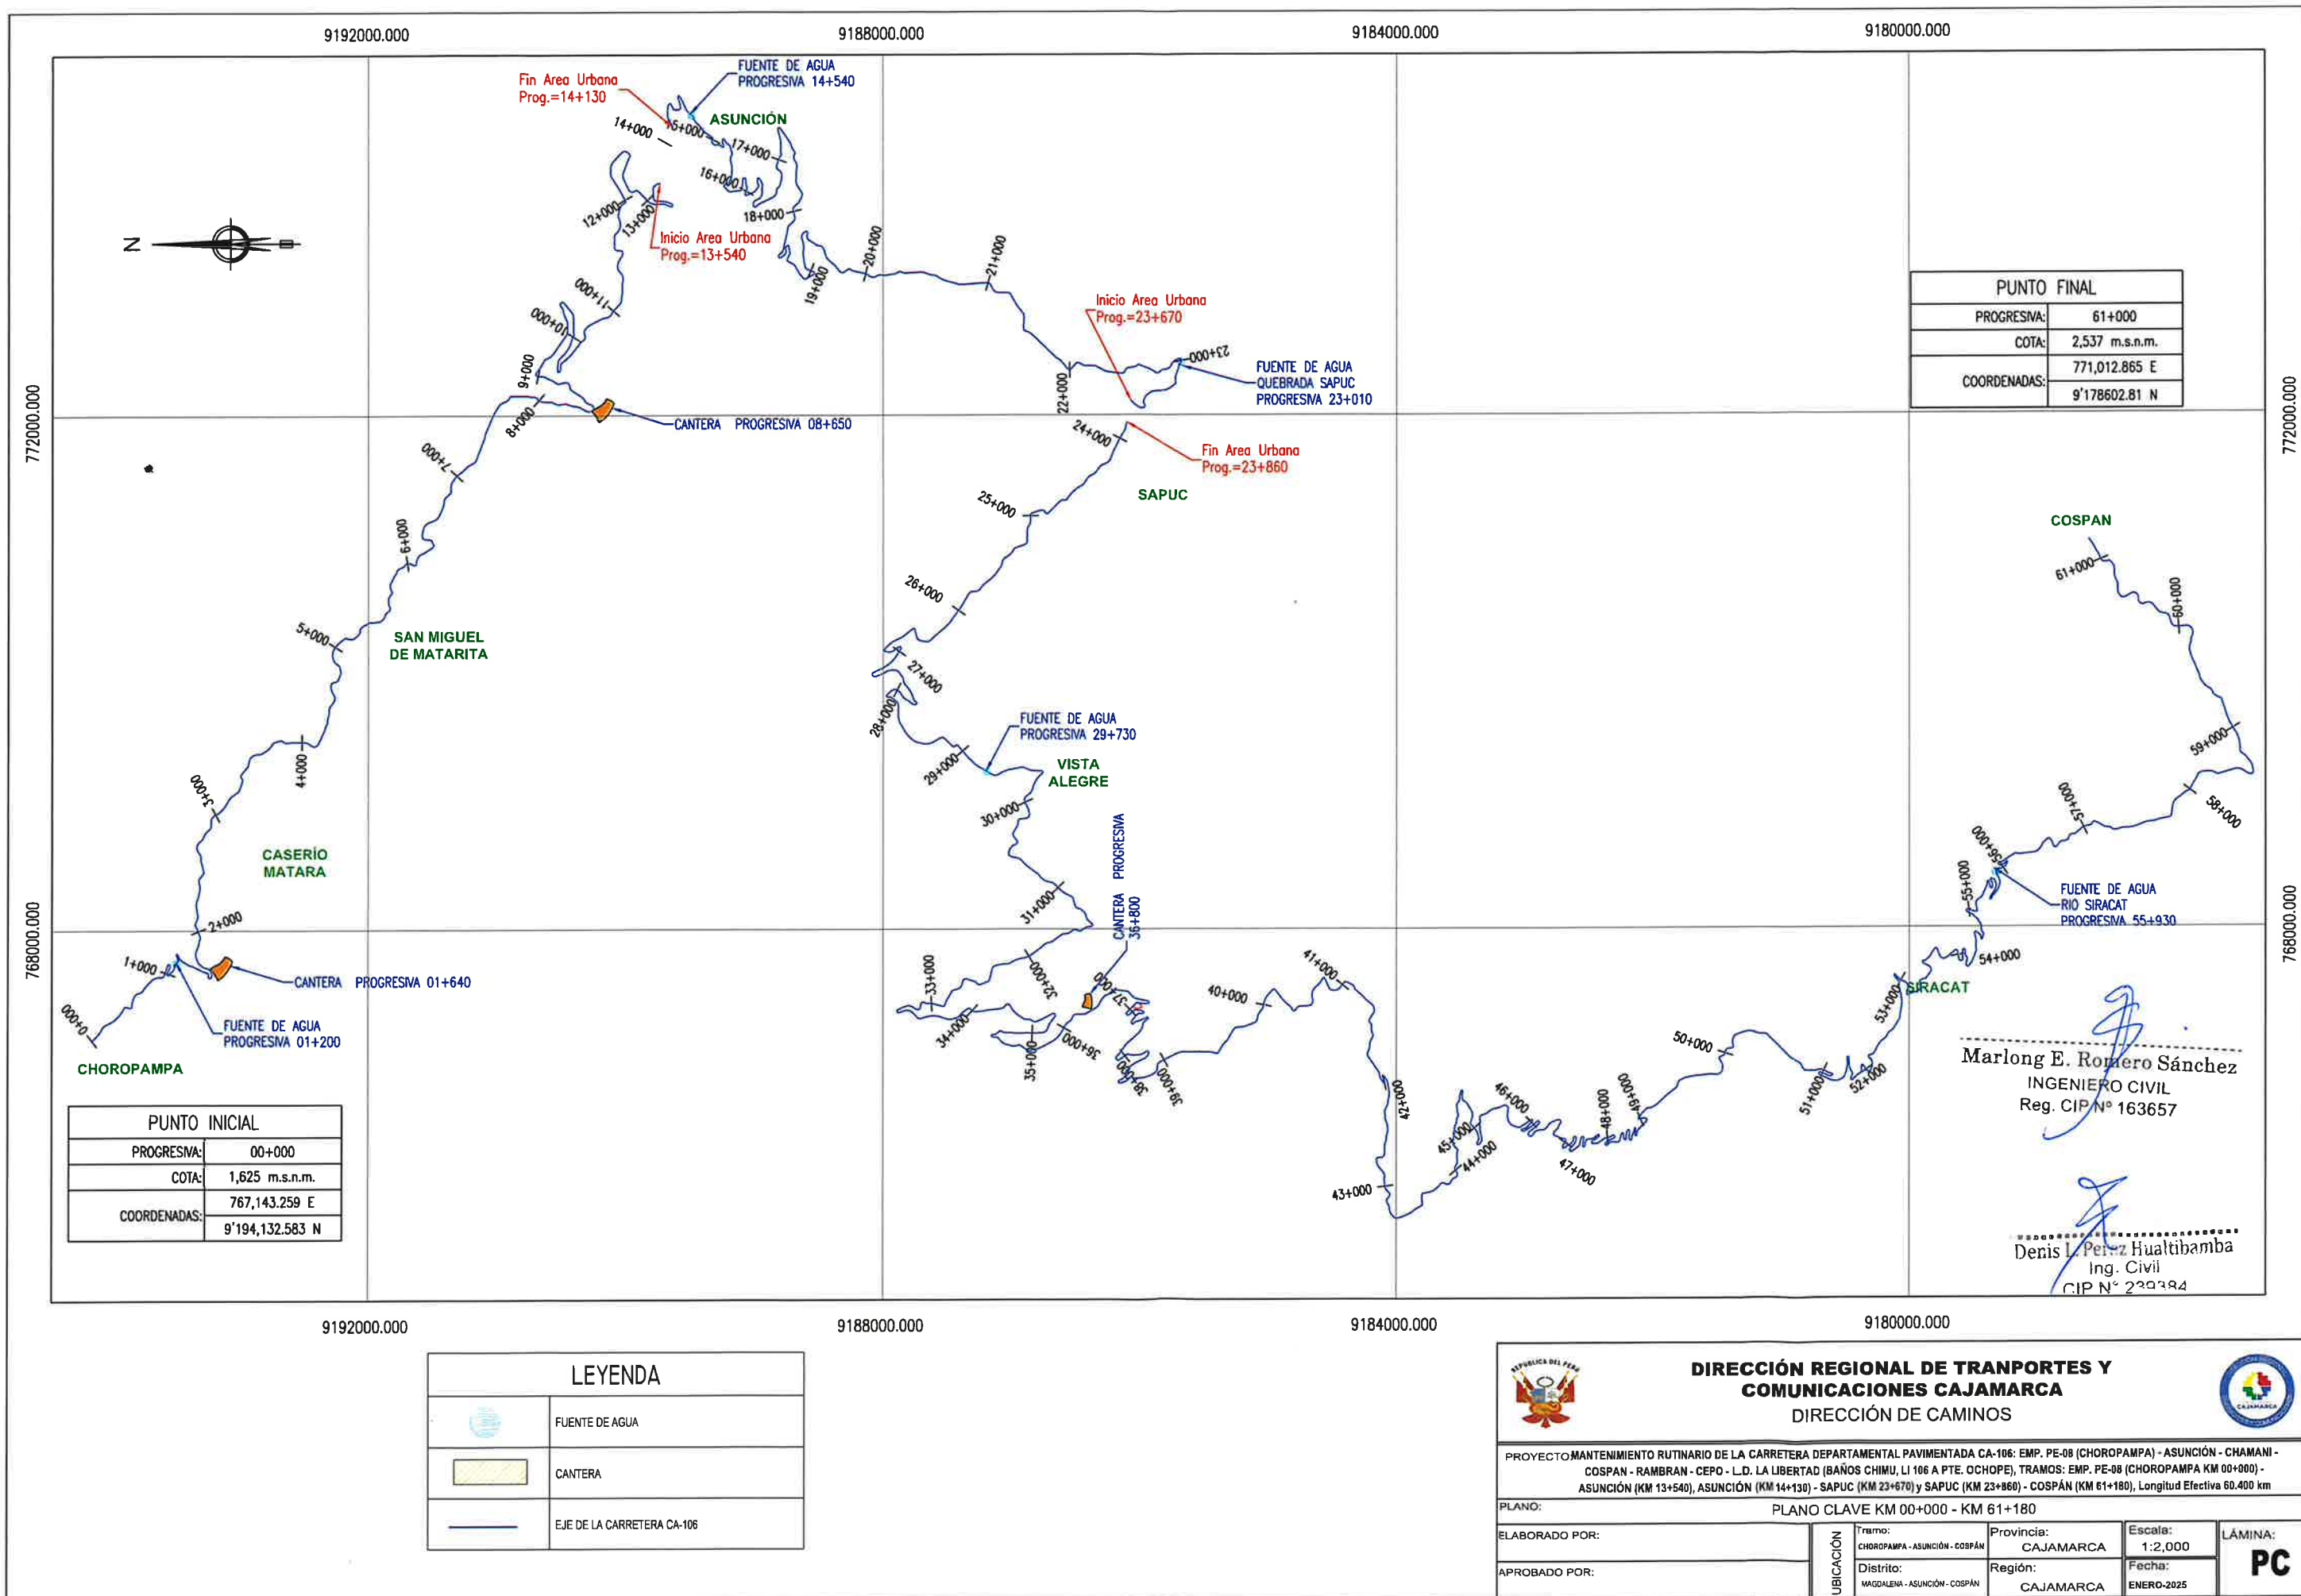 9192000.000
9188000.000
9184000.000
9180000.000
Fin Area Urbana
Prog.=14+130
FUENTE DE AGUA
PROGRESIVA 14+540
ASUNCIÓN
14+000
15+000
17+000
16+000
12+000
13+000
18+000
Inicio Area Urbana
Prog.=13+540
19+000
20+000
21+000
N
11+000
10+000
9+000
8+000
Inicio Area Urbana
Prog.=23+670
23+000
FUENTE DE AGUA
QUEBRADA SAPUC
PROGRESIVA 23+010
22+000
PUNTO FINAL
PROGRESIVA: 61+000
COTA: 2,537 m.s.n.m.
COORDENADAS: 771,012.865 E
9'178602.81 N
772000.000
772000.000
CANTERA PROGRESIVA 08+650
24+000
Fin Area Urbana
Prog.=23+860
SAPUC
7+000
25+000
6+000
COSPAN
61+000
60+000
26+000
5+000
SAN MIGUEL
DE MATARITA
27+000
28+000
FUENTE DE AGUA
PROGRESIVA 29+730
29+000
VISTA
ALEGRE
4+000
3+000
30+000
59+000
58+000
57+000
CASERÍO
MATARA
CANTERA PROGRESIVA
36+800
31+000
56+000
55+000
FUENTE DE AGUA
RIO SIRACAT
PROGRESIVA 55+930
768000.000
768000.000
2+000
1+000
CANTERA PROGRESIVA 01+640
32+000
33+000
37+000
41+000
40+000
54+000
SIRACAT
53+000
0+000
FUENTE DE AGUA
PROGRESIVA 01+200
34+000
35+000
36+000
38+000
39+000
50+000
CHOROPAMPA
42+000
46+000
49+000
48+000
51+000
52+000
45+000
44+000
47+000
43+000
Marlong E. Romero Sánchez
INGENIERO CIVIL
Reg. CIP Nº 163657
PUNTO INICIAL
PROGRESIVA: 00+000
COTA: 1,625 m.s.n.m.
COORDENADAS: 767,143.259 E
9'194,132.583 N
Denis L. Perez Hualtibamba
Ing. Civil
CIP Nº 239384
9192000.000
9188000.000
9184000.000
9180000.000
LEYENDA
FUENTE DE AGUA
CANTERA
EJE DE LA CARRETERA CA-106
REPUBLICA DEL PERU
DIRECCIÓN REGIONAL DE TRANPORTES Y
COMUNICACIONES CAJAMARCA
DIRECCIÓN DE CAMINOS
CAJAMARCA
PROYECTO: MANTENIMIENTO RUTINARIO DE LA CARRETERA DEPARTAMENTAL PAVIMENTADA CA-106: EMP. PE-08 (CHOROPAMPA) - ASUNCIÓN - CHAMANI -
COSPAN - RAMBRAN - CEPO - L.D. LA LIBERTAD (BAÑOS CHIMU, LI 106 A PTE. OCHOPE), TRAMOS: EMP. PE-08 (CHOROPAMPA KM 00+000) -
ASUNCIÓN (KM 13+540), ASUNCIÓN (KM 14+130) - SAPUC (KM 23+670) y SAPUC (KM 23+860) - COSPÁN (KM 61+180), Longitud Efectiva 60.400 km
PLANO: PLANO CLAVE KM 00+000 - KM 61+180
ELABORADO POR:
APROBADO POR:
UBICACIÓN
Tramo:
CHOROPAMPA - ASUNCIÓN - COSPÁN
Provincia:
CAJAMARCA
Escala:
1:2,000
LÁMINA:
PC
Distrito:
MAGDALENA - ASUNCIÓN - COSPÁN
Región:
CAJAMARCA
Fecha:
ENERO-2025